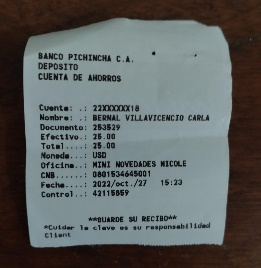 BANCO PICHINCHA C.A.
DEPOSITO
CUENTA DE AHORROS
Cuenta: .: 22XXXXXX18
Nombre: .: BERNAL VILLAVICENCIO CARLA
Documento: 253529
Efectivo.: 25.00
Total....: 25.00
Moneda...: USD
Oficina..: MINI NOVEDADES NICOLE
CNB......: 0801534645001
Fecha....: 2022/oct./27 15:23
Control..: 42115859
**GUARDE SU RECIBO**
*Cuidar la clave es su responsabilidad
Client